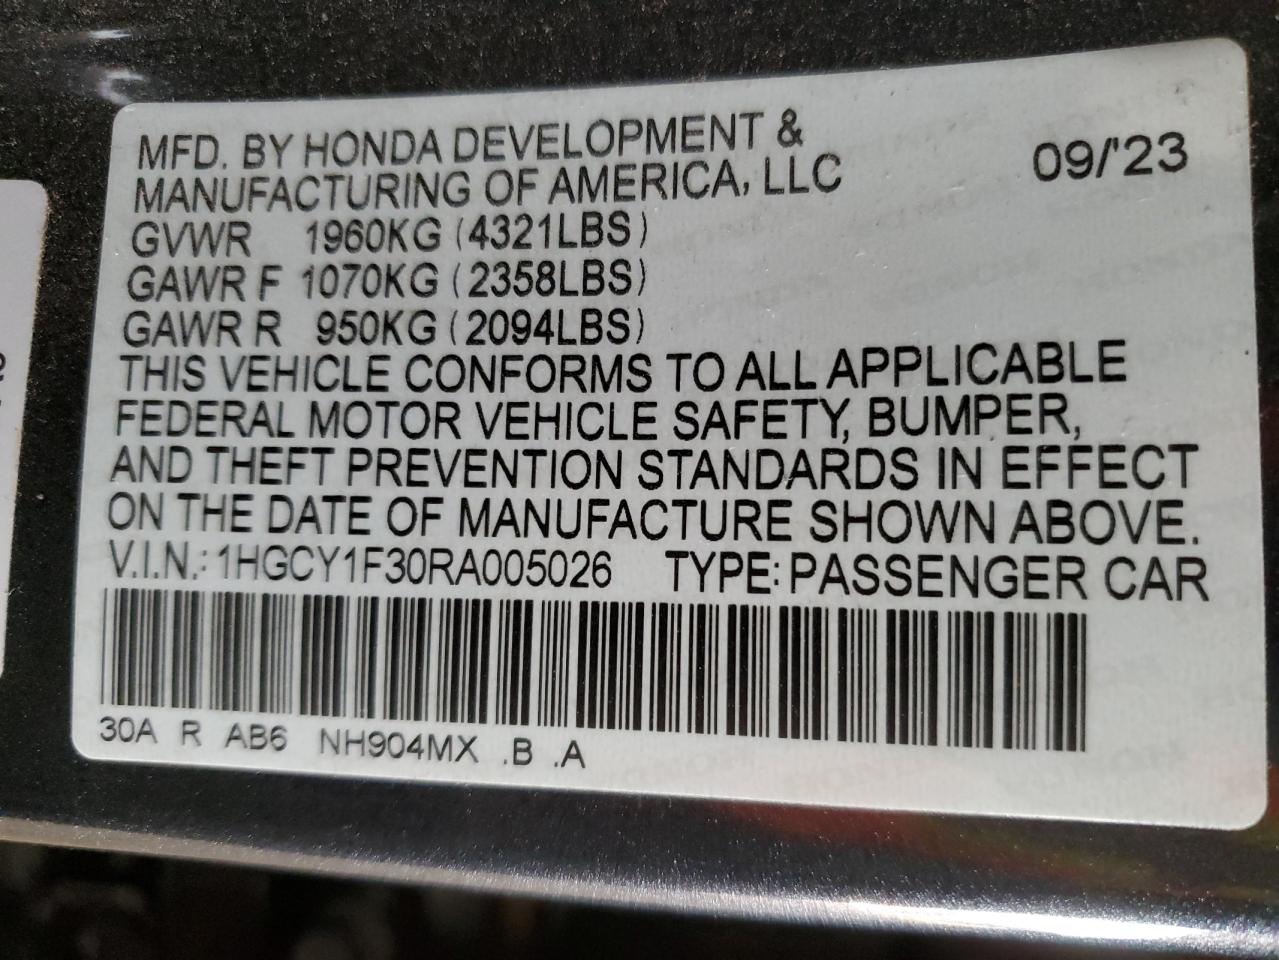 MFD. BY HONDA DEVELOPMENT &
MANUFACTURING OF AMERICA, LLC
09/'23
GVWR 1960KG (4321LBS)
GAWR F 1070KG (2358LBS)
GAWR R 950KG (2094LBS)
THIS VEHICLE CONFORMS TO ALL APPLICABLE
FEDERAL MOTOR VEHICLE SAFETY, BUMPER,
AND THEFT PREVENTION STANDARDS IN EFFECT
ON THE DATE OF MANUFACTURE SHOWN ABOVE.
V.I.N.: 1HGCY1F30RA005026 TYPE: PASSENGER CAR
30A R AB6 NH904MX .B .A